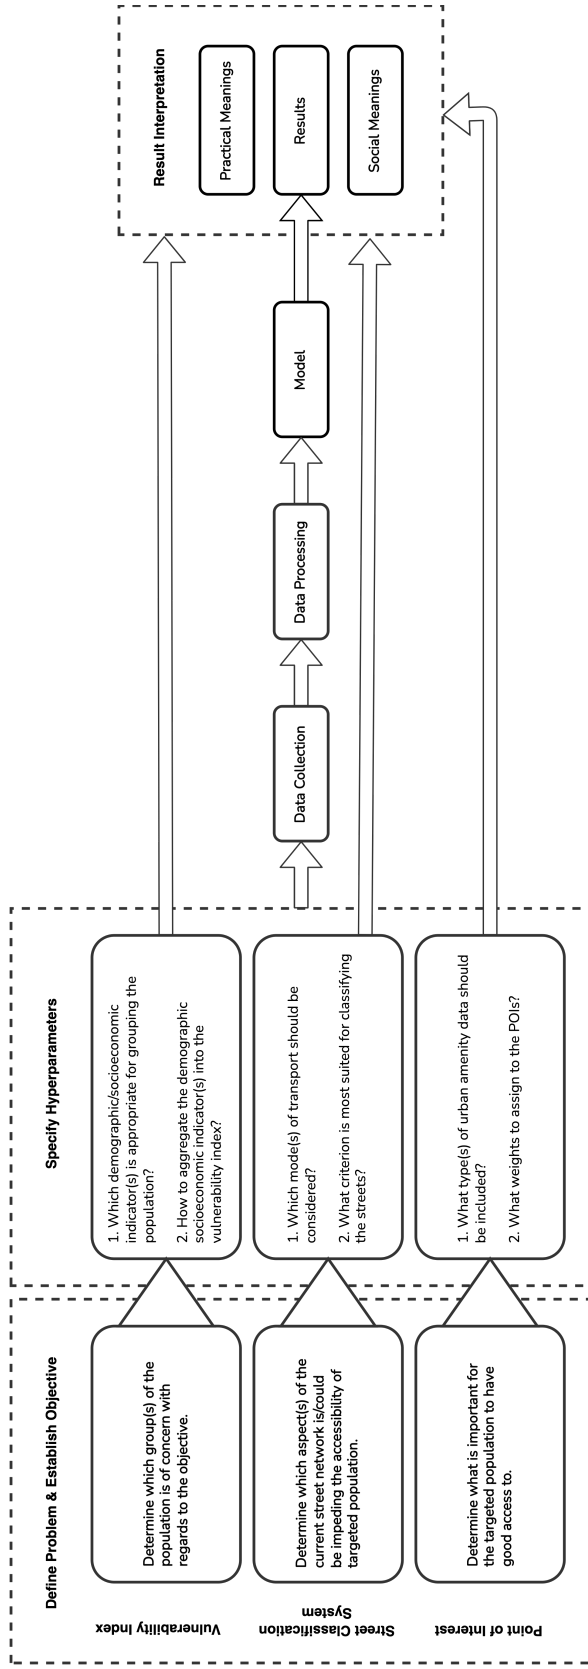 Define Problem & Establish Objective
Vulnerability Index
Determine which group(s) of the
population is of concern with
regards to the objective.
Street Classification
System
Determine which aspect(s) of the
current street network is/could
be impeding the accessibility of
targeted population.
Point of Interest
Determine what is important for
the targeted population to have
good access to.
Specify Hyperparameters
1. Which demographic/socioeconomic
indicator(s) is appropriate for grouping the
population?
2. How to aggregate the demographic
socioeconomic indicator(s) into the
vulnerability index?
1. Which mode(s) of transport should be
considered?
2. What criterion is most suited for classifying
the streets?
1. What type(s) of urban amenity data should
be included?
2. What weights to assign to the POIs?
Data Collection
Data Processing
Model
Result Interpretation
Practical Meanings
Results
Social Meanings